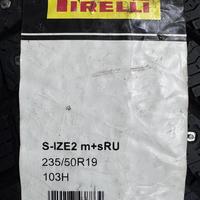 PIRELLI
S-IZE2 m+sRU
235/50R19
103H